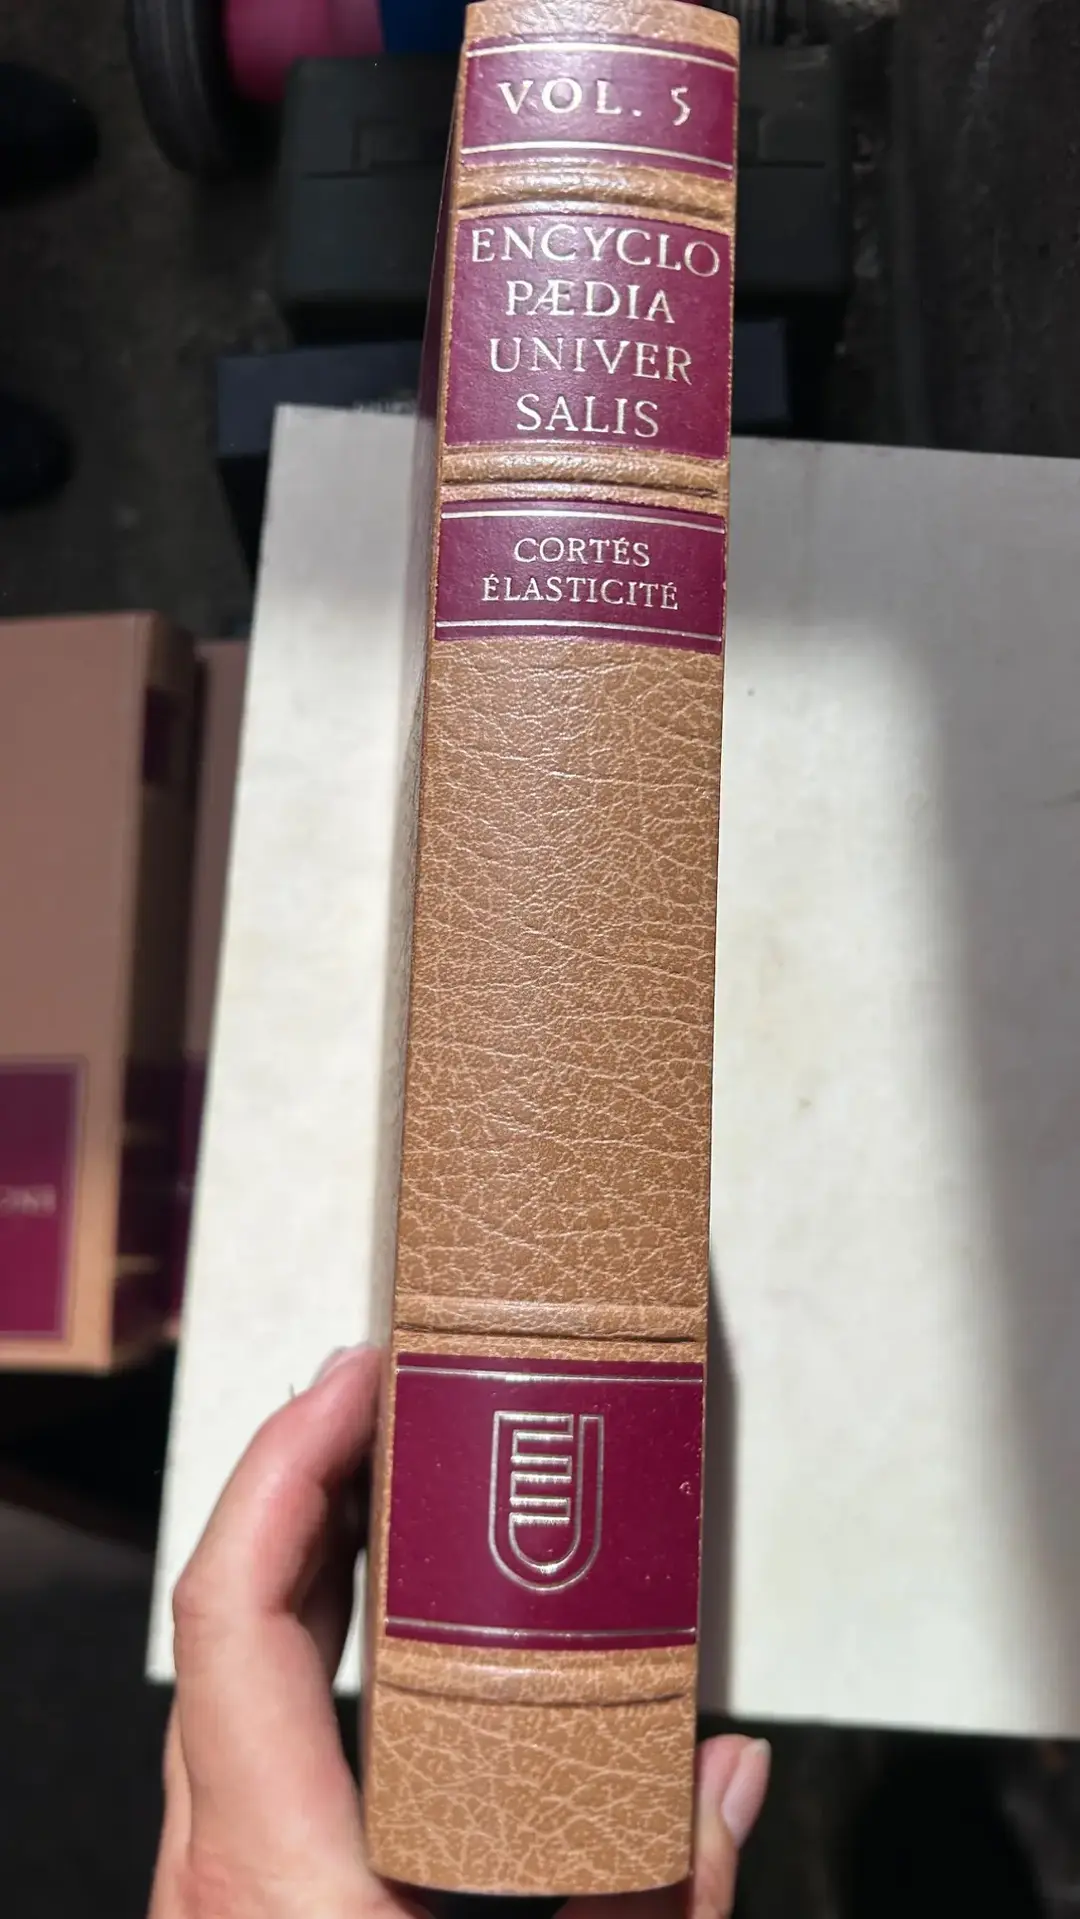 VOL. 5
ENCYCLO
PÆDIA
UNIVER
SALIS
CORTÉS
ÉLASTICITÉ